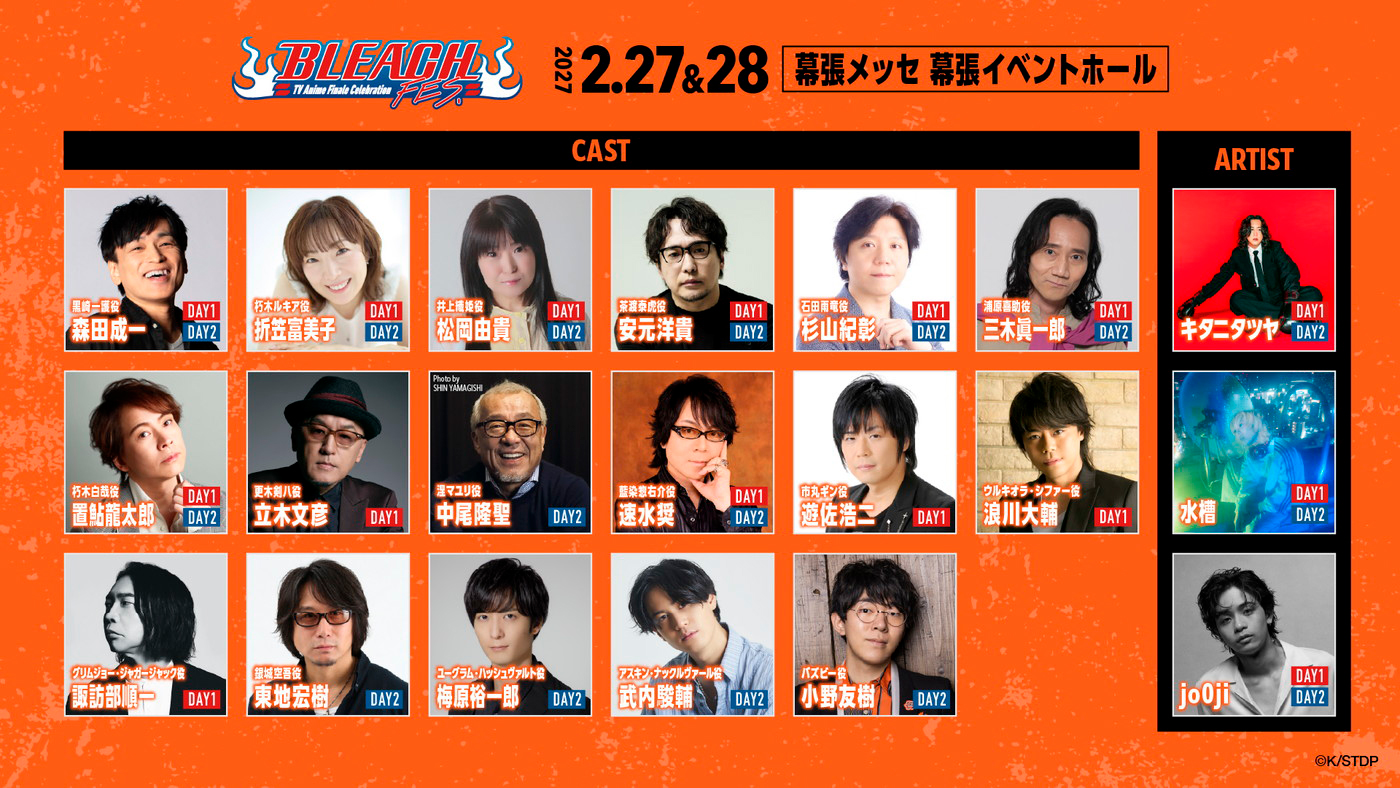 BLEACH
TV Anime Finale Celebration
FES.
2027
2.27&28
幕張メッセ 幕張イベントホール
CAST
黒崎一護役
森田成一
DAY1
DAY2
朽木ルキア役
折笠富美子
DAY1
DAY2
井上織姫役
松岡由貴
DAY1
DAY2
茶渡泰虎役
安元洋貴
DAY1
DAY2
石田雨竜役
杉山紀彰
DAY1
DAY2
浦原喜助役
三木眞一郎
DAY1
DAY2
朽木白哉役
置鮎龍太郎
DAY1
DAY2
更木剣八役
立木文彦
DAY1
Photo by
SHIN YAMAGISHI
涅マユリ役
中尾隆聖
DAY2
藍染惣右介役
速水奨
DAY1
DAY2
市丸ギン役
遊佐浩二
DAY1
ウルキオラ・シファー役
浪川大輔
DAY1
グリムジョー・ジャガージャック役
諏訪部順一
DAY1
銀城空吾役
東地宏樹
DAY2
ユーグラム・ハッシュヴァルト役
梅原裕一郎
DAY2
アスキン・ナックルヴァール役
武内駿輔
DAY2
バズビー役
小野友樹
DAY2
ARTIST
キタニタツヤ
DAY1
DAY2
水槽
DAY1
DAY2
jo0ji
DAY1
DAY2
©K/STDP